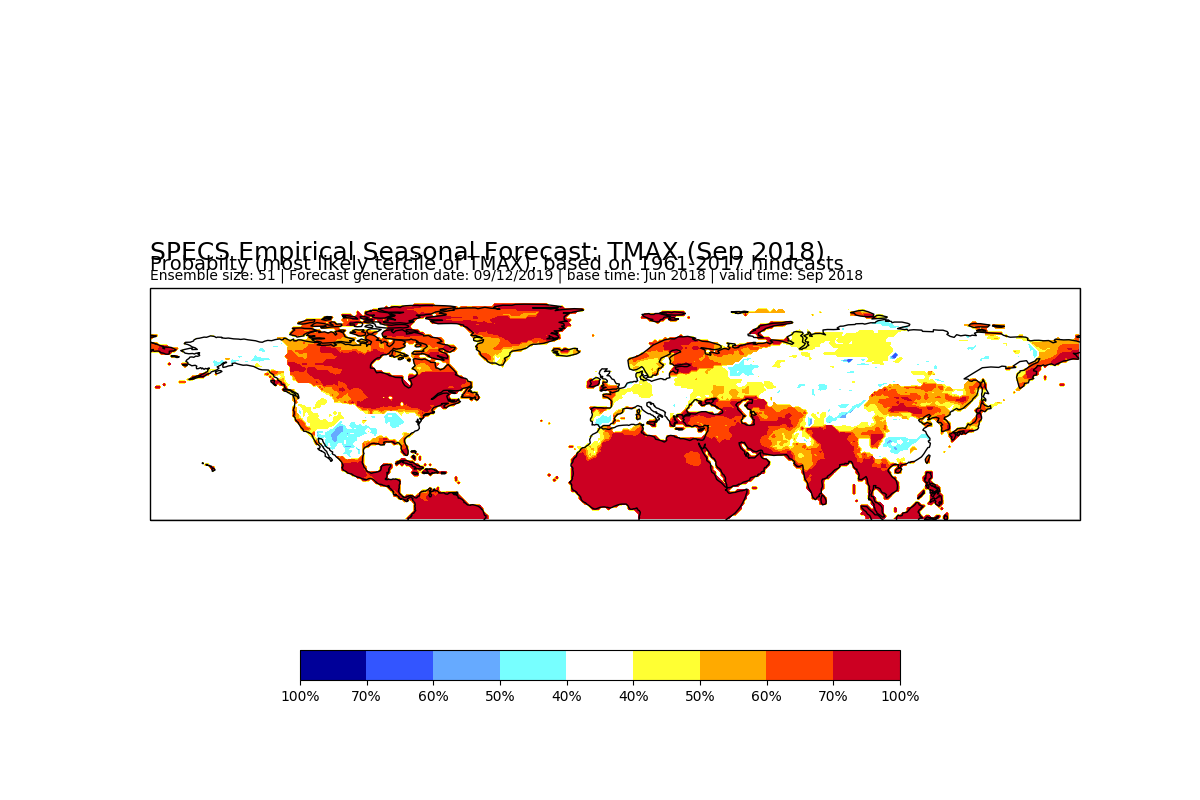 SPECS Empirical Seasonal Forecast: TMAX (Sep 2018)
Probabilty (most likely tercile of TMAX), based on 1961-2017 hindcasts
Ensemble size: 51 | Forecast generation date: 09/12/2019 | base time: Jun 2018 | valid time: Sep 2018
100% 70% 60% 50% 40% 40% 50% 60% 70% 100%